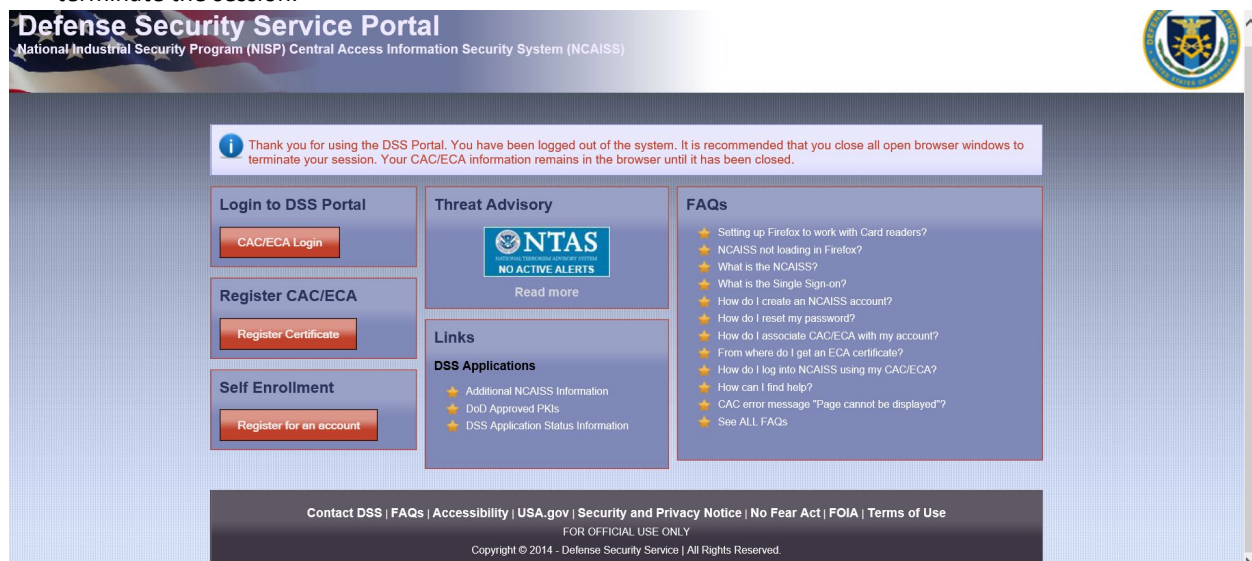 terminate the session.
Defense Security Service Portal
National Industrial Security Program (NISP) Central Access Information Security System (NCAISS)
Thank you for using the DSS Portal. You have been logged out of the system. It is recommended that you close all open browser windows to
terminate your session. Your CAC/ECA information remains in the browser until it has been closed.
Login to DSS Portal
CAC/ECA Login
Register CAC/ECA
Register Certificate
Self Enrollment
Register for an account
Threat Advisory
NTAS
NATIONAL TERRORISM ADVISORY SYSTEM
NO ACTIVE ALERTS
Read more
Links
DSS Applications
Additional NCAISS Information
DoD Approved PKIs
DSS Application Status Information
FAQs
Setting up Firefox to work with Card readers?
NCAISS not loading in Firefox?
What is the NCAISS?
What is the Single Sign-on?
How do I create an NCAISS account?
How do I reset my password?
How do I associate CAC/ECA with my account?
From where do I get an ECA certificate?
How do I log into NCAISS using my CAC/ECA?
How can I find help?
CAC error message "Page cannot be displayed"?
See ALL FAQs
Contact DSS | FAQs | Accessibility | USA.gov | Security and Privacy Notice | No Fear Act | FOIA | Terms of Use
FOR OFFICIAL USE ONLY
Copyright © 2014 - Defense Security Service | All Rights Reserved.